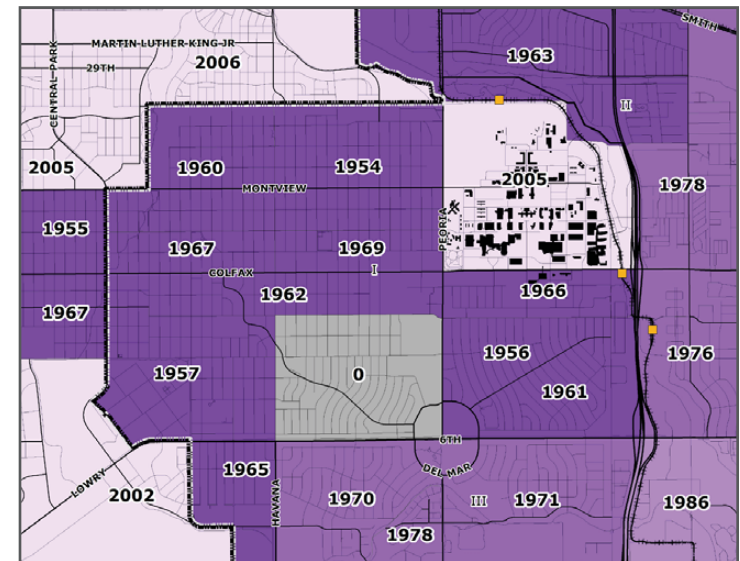 SMITH
MARTIN LUTHER KING JR
1963
2006
29TH
CENTRAL PARK
II
2005
1960
1954
2005
1978
MONTVIEW
1955
PEORIA
1967
1969
COLFAX
I
1962
1966
1967
1956
1976
1957
0
1961
6TH
DEL MAR
1965
LOWRY
2002
HAVANA
1970
III
1971
1986
1978